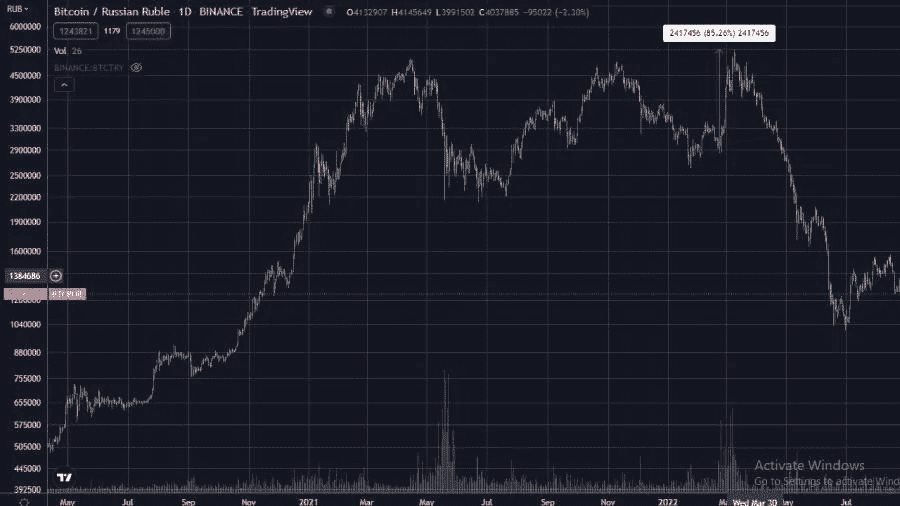 RUB
Bitcoin / Russian Ruble 1D BINANCE TradingView O4132907 H4145649 L3991502 C4037885 −95022 (−2.30%)
1243821 1179 1245000
Vol 26
BINANCE:BTCTRY
2417456 (85.26%) 2417456
6000000
5250000
4500000
3900000
3300000
2900000
2500000
2200000
1900000
1600000
1384686
1200000
1040000
880000
755000
655000
575000
505000
445000
392500
Activate Windows
Go to Settings to activate Wind
May Jul Sep Nov 2021 Mar May Jul Sep Nov 2022 Wed Mar 30 Jul